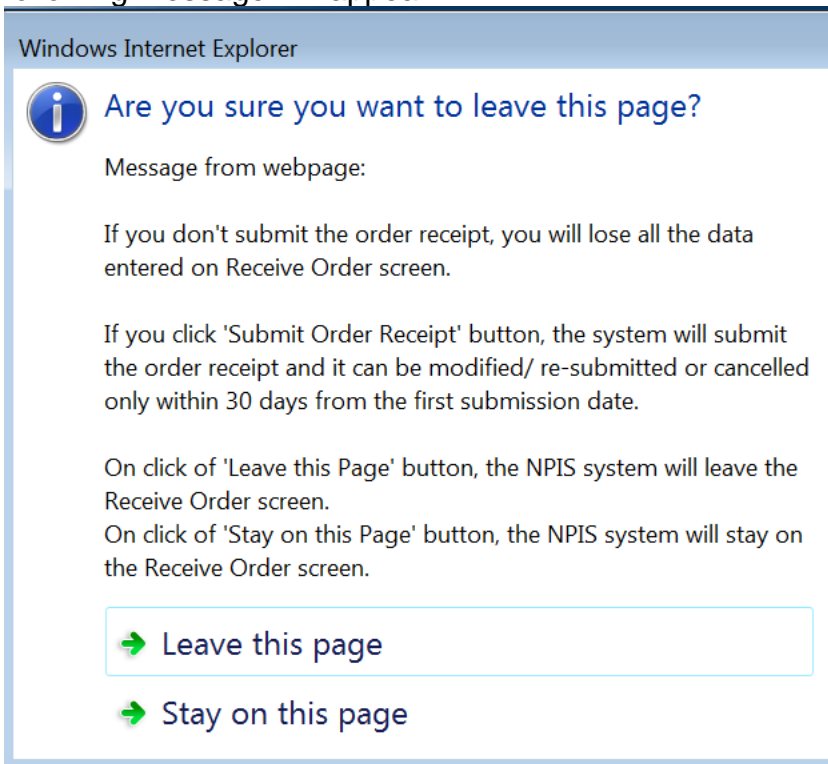 Windows Internet Explorer
Are you sure you want to leave this page?
Message from webpage:
If you don't submit the order receipt, you will lose all the data
entered on Receive Order screen.
If you click 'Submit Order Receipt' button, the system will submit
the order receipt and it can be modified/ re-submitted or cancelled
only within 30 days from the first submission date.
On click of 'Leave this Page' button, the NPIS system will leave the
Receive Order screen.
On click of 'Stay on this Page' button, the NPIS system will stay on
the Receive Order screen.
Leave this page
Stay on this page